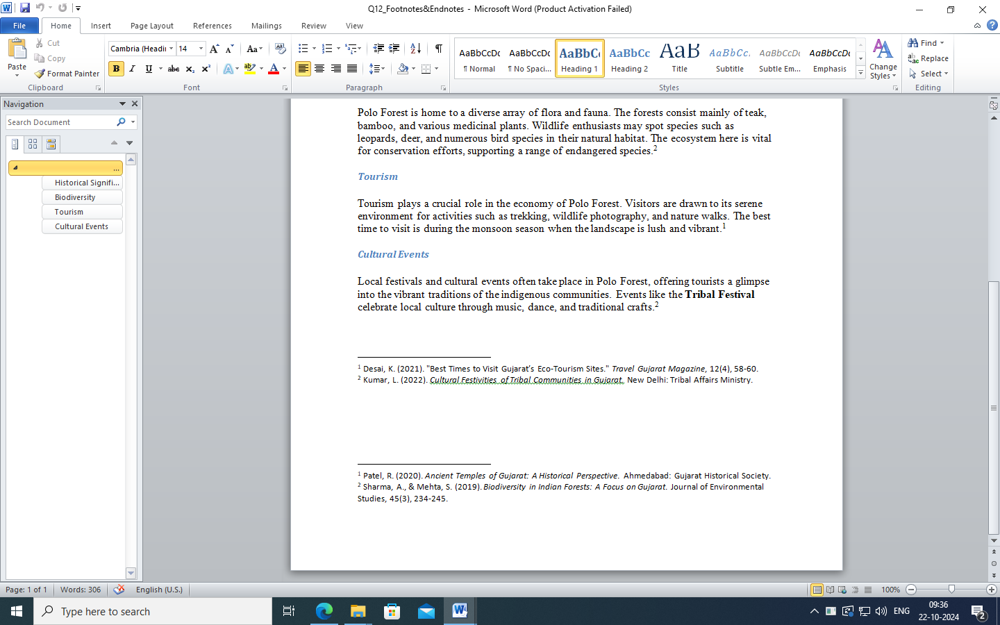 Q12_Footnotes&Endnotes - Microsoft Word (Product Activation Failed)
File Home Insert Page Layout References Mailings Review View
Paste
Cut
Copy
Format Painter
Clipboard
Cambria (Headi 14
Font
Paragraph
AaBbCcDc AaBbCcDc AaBbCc AaBbCc AaB AaBbCc. AaBbCcDc AaBbCcDc
¶ Normal ¶ No Spaci... Heading 1 Heading 2 Title Subtitle Subtle Em... Emphasis
Styles
Change
Styles
Find
Replace
Select
Editing
Navigation
Search Document
...
Historical Signifi...
Biodiversity
Tourism
Cultural Events
Polo Forest is home to a diverse array of flora and fauna. The forests consist mainly of teak,
bamboo, and various medicinal plants. Wildlife enthusiasts may spot species such as
leopards, deer, and numerous bird species in their natural habitat. The ecosystem here is vital
for conservation efforts, supporting a range of endangered species.2
Tourism
Tourism plays a crucial role in the economy of Polo Forest. Visitors are drawn to its serene
environment for activities such as trekking, wildlife photography, and nature walks. The best
time to visit is during the monsoon season when the landscape is lush and vibrant.1
Cultural Events
Local festivals and cultural events often take place in Polo Forest, offering tourists a glimpse
into the vibrant traditions of the indigenous communities. Events like the Tribal Festival
celebrate local culture through music, dance, and traditional crafts.2
1 Desai, K. (2021). "Best Times to Visit Gujarat’s Eco-Tourism Sites." Travel Gujarat Magazine, 12(4), 58-60.
2 Kumar, L. (2022). Cultural Festivities of Tribal Communities in Gujarat. New Delhi: Tribal Affairs Ministry.
1 Patel, R. (2020). Ancient Temples of Gujarat: A Historical Perspective. Ahmedabad: Gujarat Historical Society.
2 Sharma, A., & Mehta, S. (2019). Biodiversity in Indian Forests: A Focus on Gujarat. Journal of Environmental
Studies, 45(3), 234-245.
Page: 1 of 1 Words: 306 English (U.S.) 100%
Type here to search
ENG
09:36
22-10-2024
2